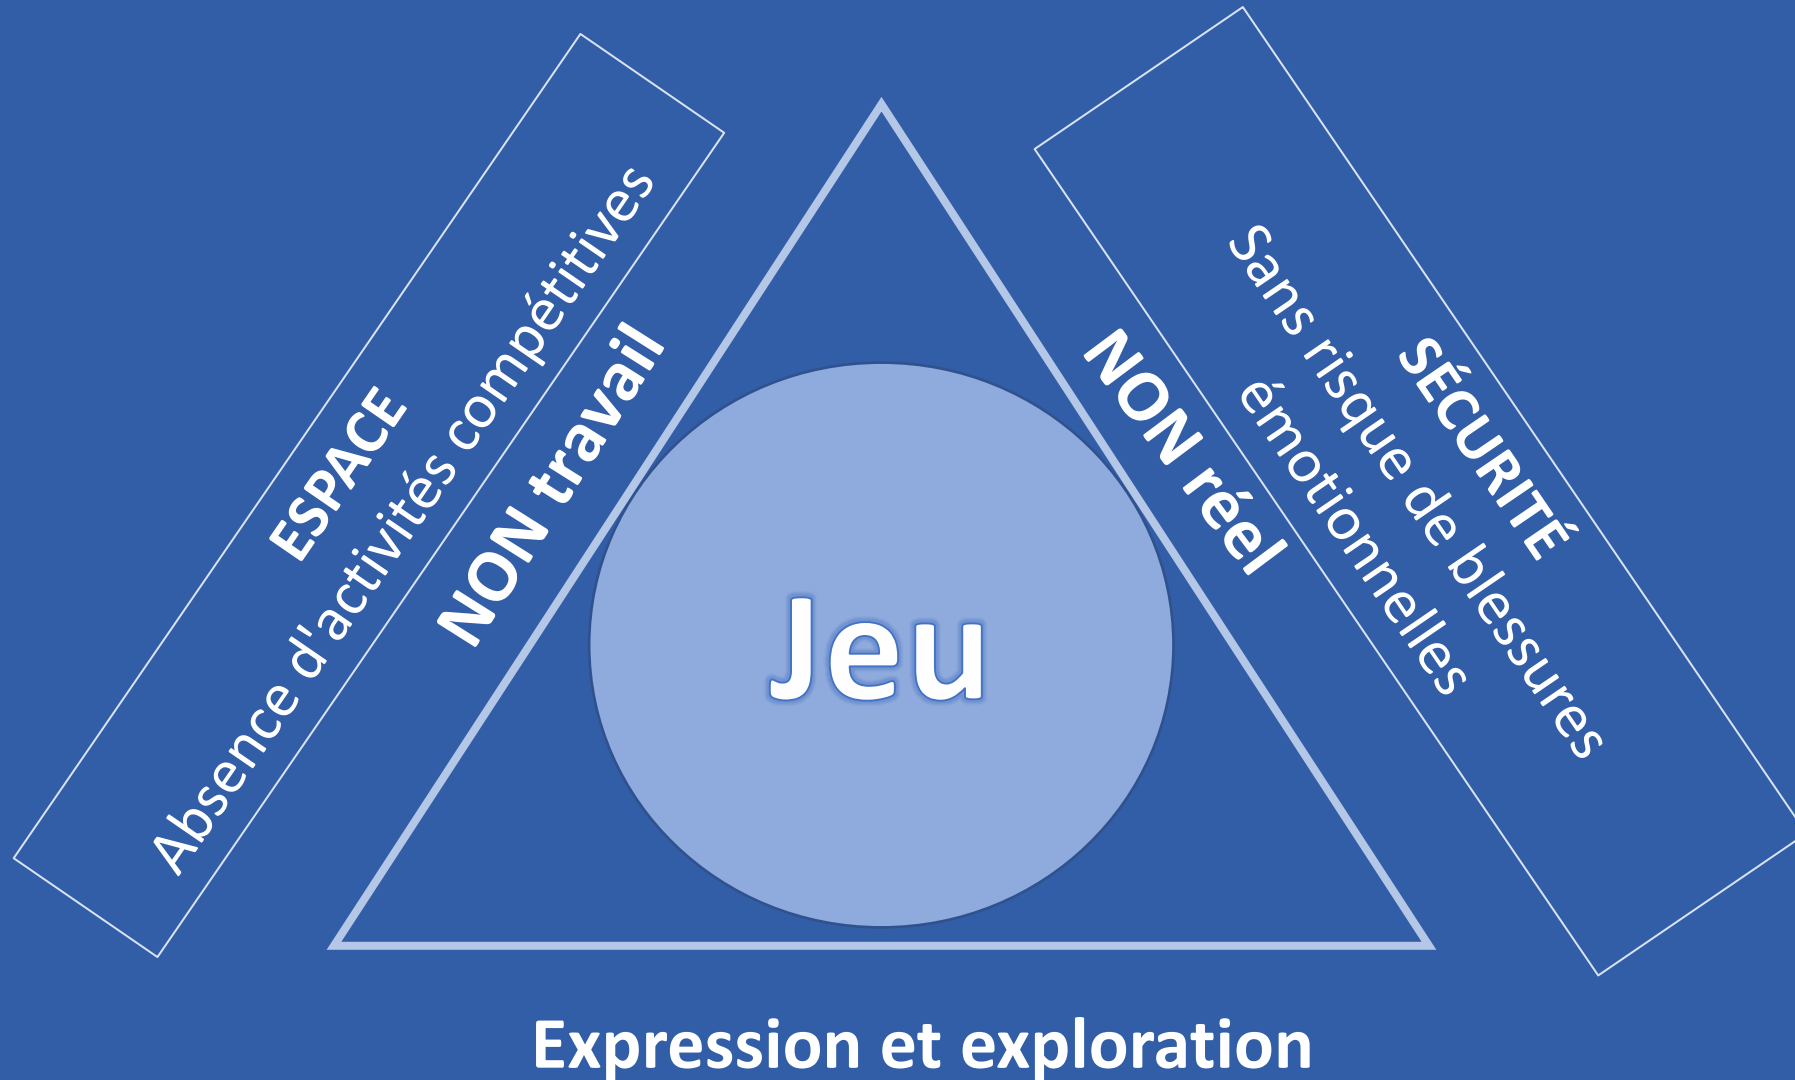 ESPACE
Absence d'activités compétitives
NON travail
Jeu
NON réel
SÉCURITÉ
Sans risque de blessures
émotionnelles
Expression et exploration